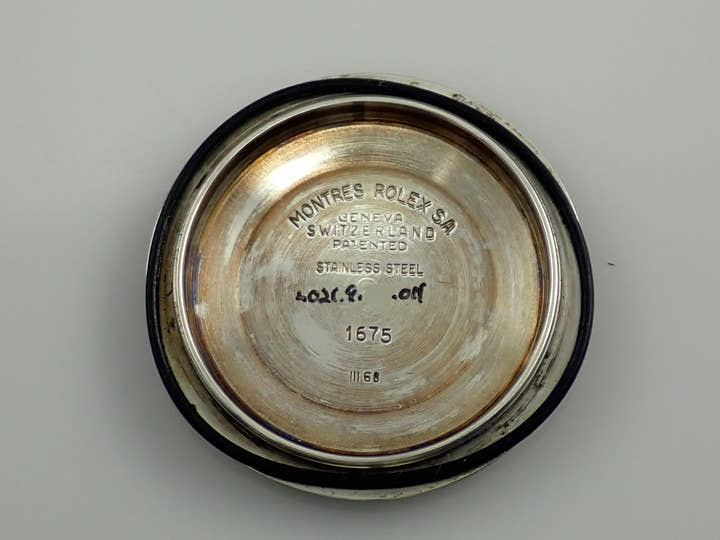 MONTRES ROLEX S.A.
GENEVA
SWITZERLAND
PATENTED
STAINLESS STEEL
1675
III 68